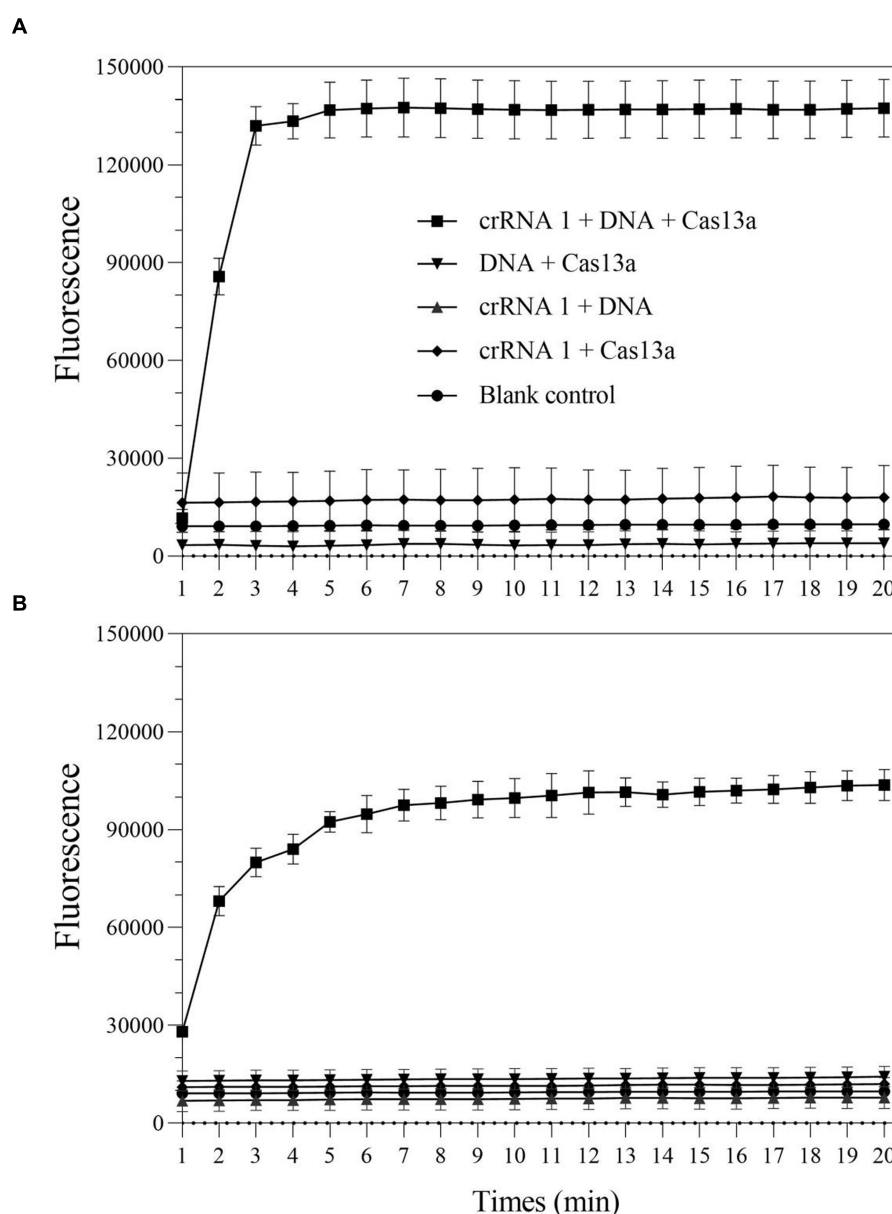 A
150000
120000
90000
60000
30000
0
Fluorescence
crRNA 1 + DNA + Cas13a
DNA + Cas13a
crRNA 1 + DNA
crRNA 1 + Cas13a
Blank control
1 2 3 4 5 6 7 8 9 10 11 12 13 14 15 16 17 18 19 20
B
150000
120000
90000
60000
30000
0
Fluorescence
1 2 3 4 5 6 7 8 9 10 11 12 13 14 15 16 17 18 19 20
Times (min)